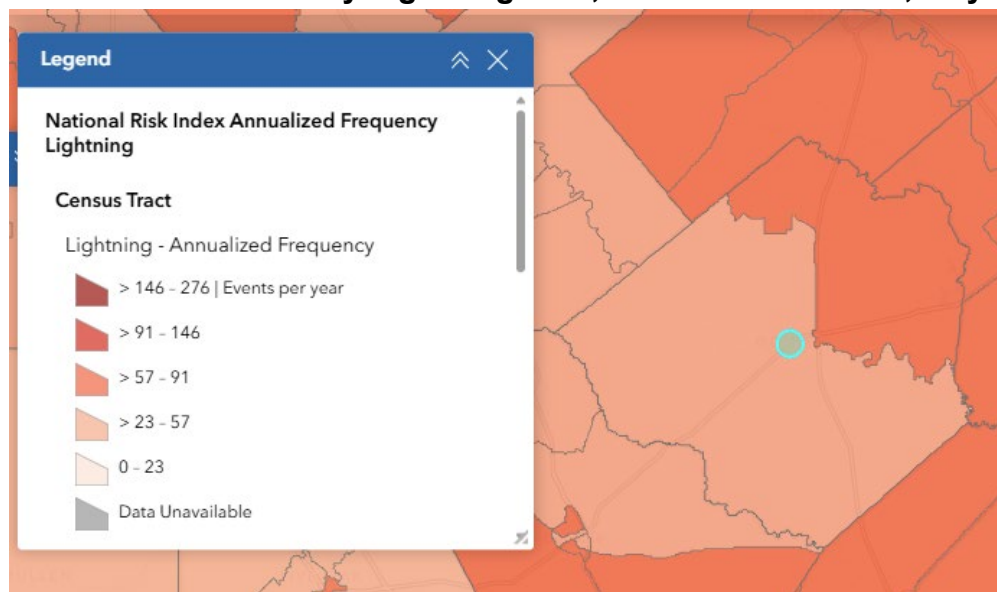 Legend
National Risk Index Annualized Frequency
Lightning
Census Tract
Lightning - Annualized Frequency
> 146 - 276 | Events per year
> 91 - 146
> 57 - 91
> 23 - 57
0 - 23
Data Unavailable